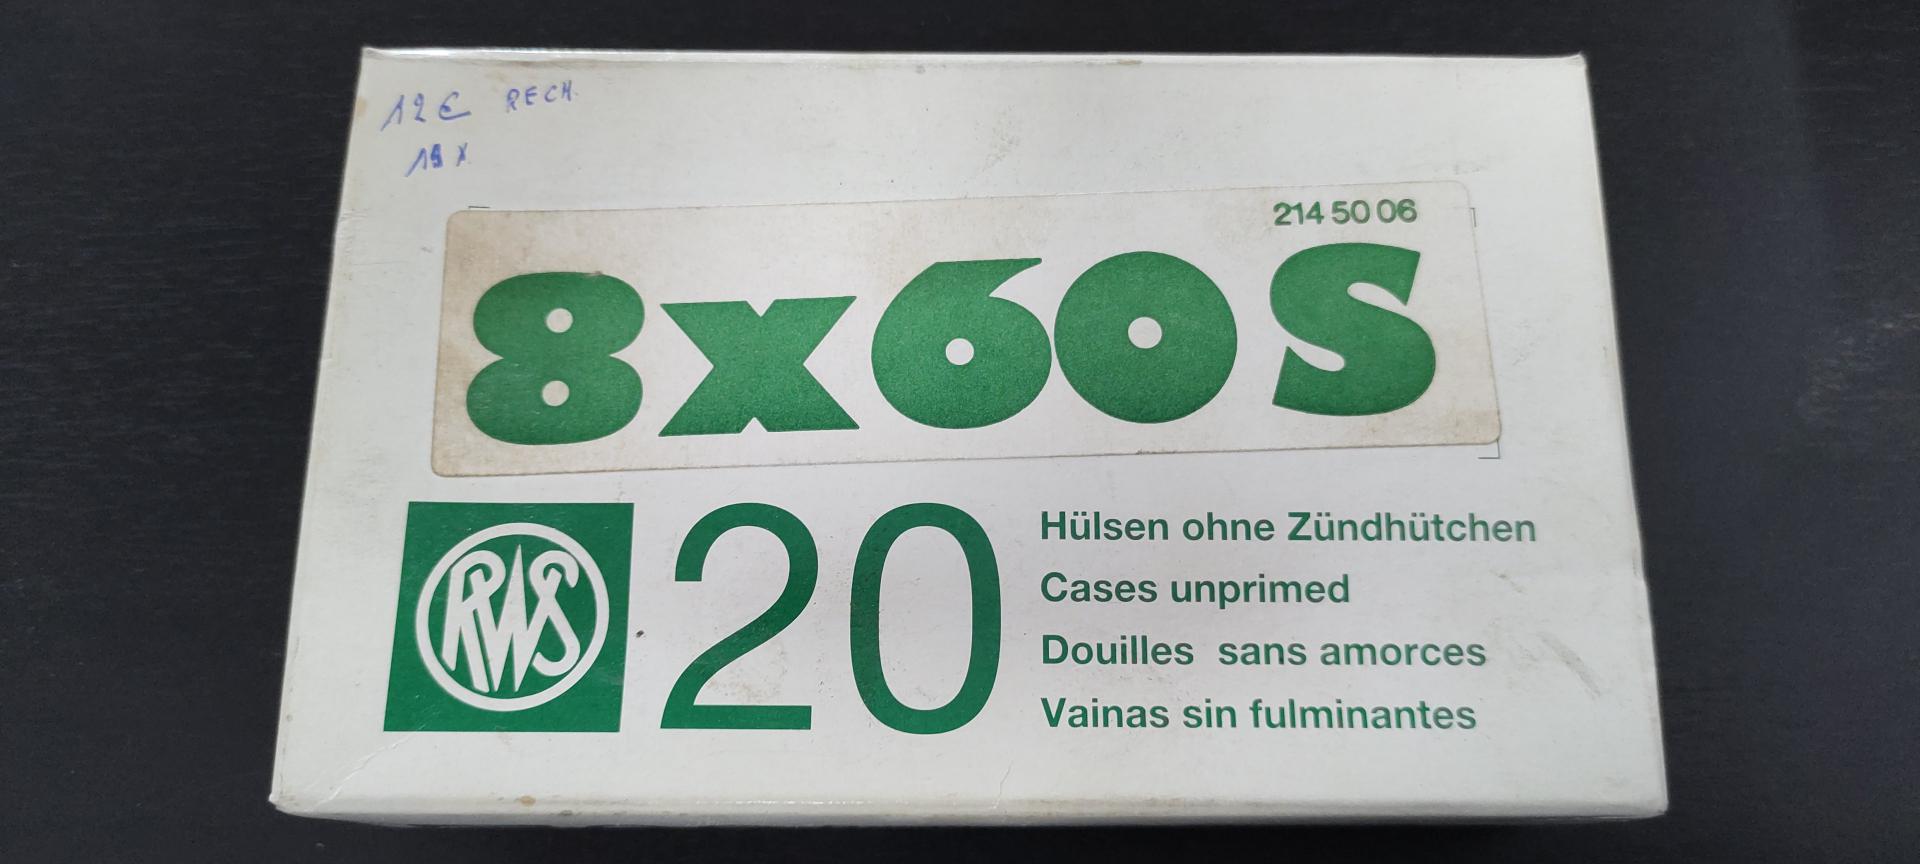 12€ RECH.
19 X
214 50 06
8x60 S
RWS
20
Hülsen ohne Zündhütchen
Cases unprimed
Douilles sans amorces
Vainas sin fulminantes